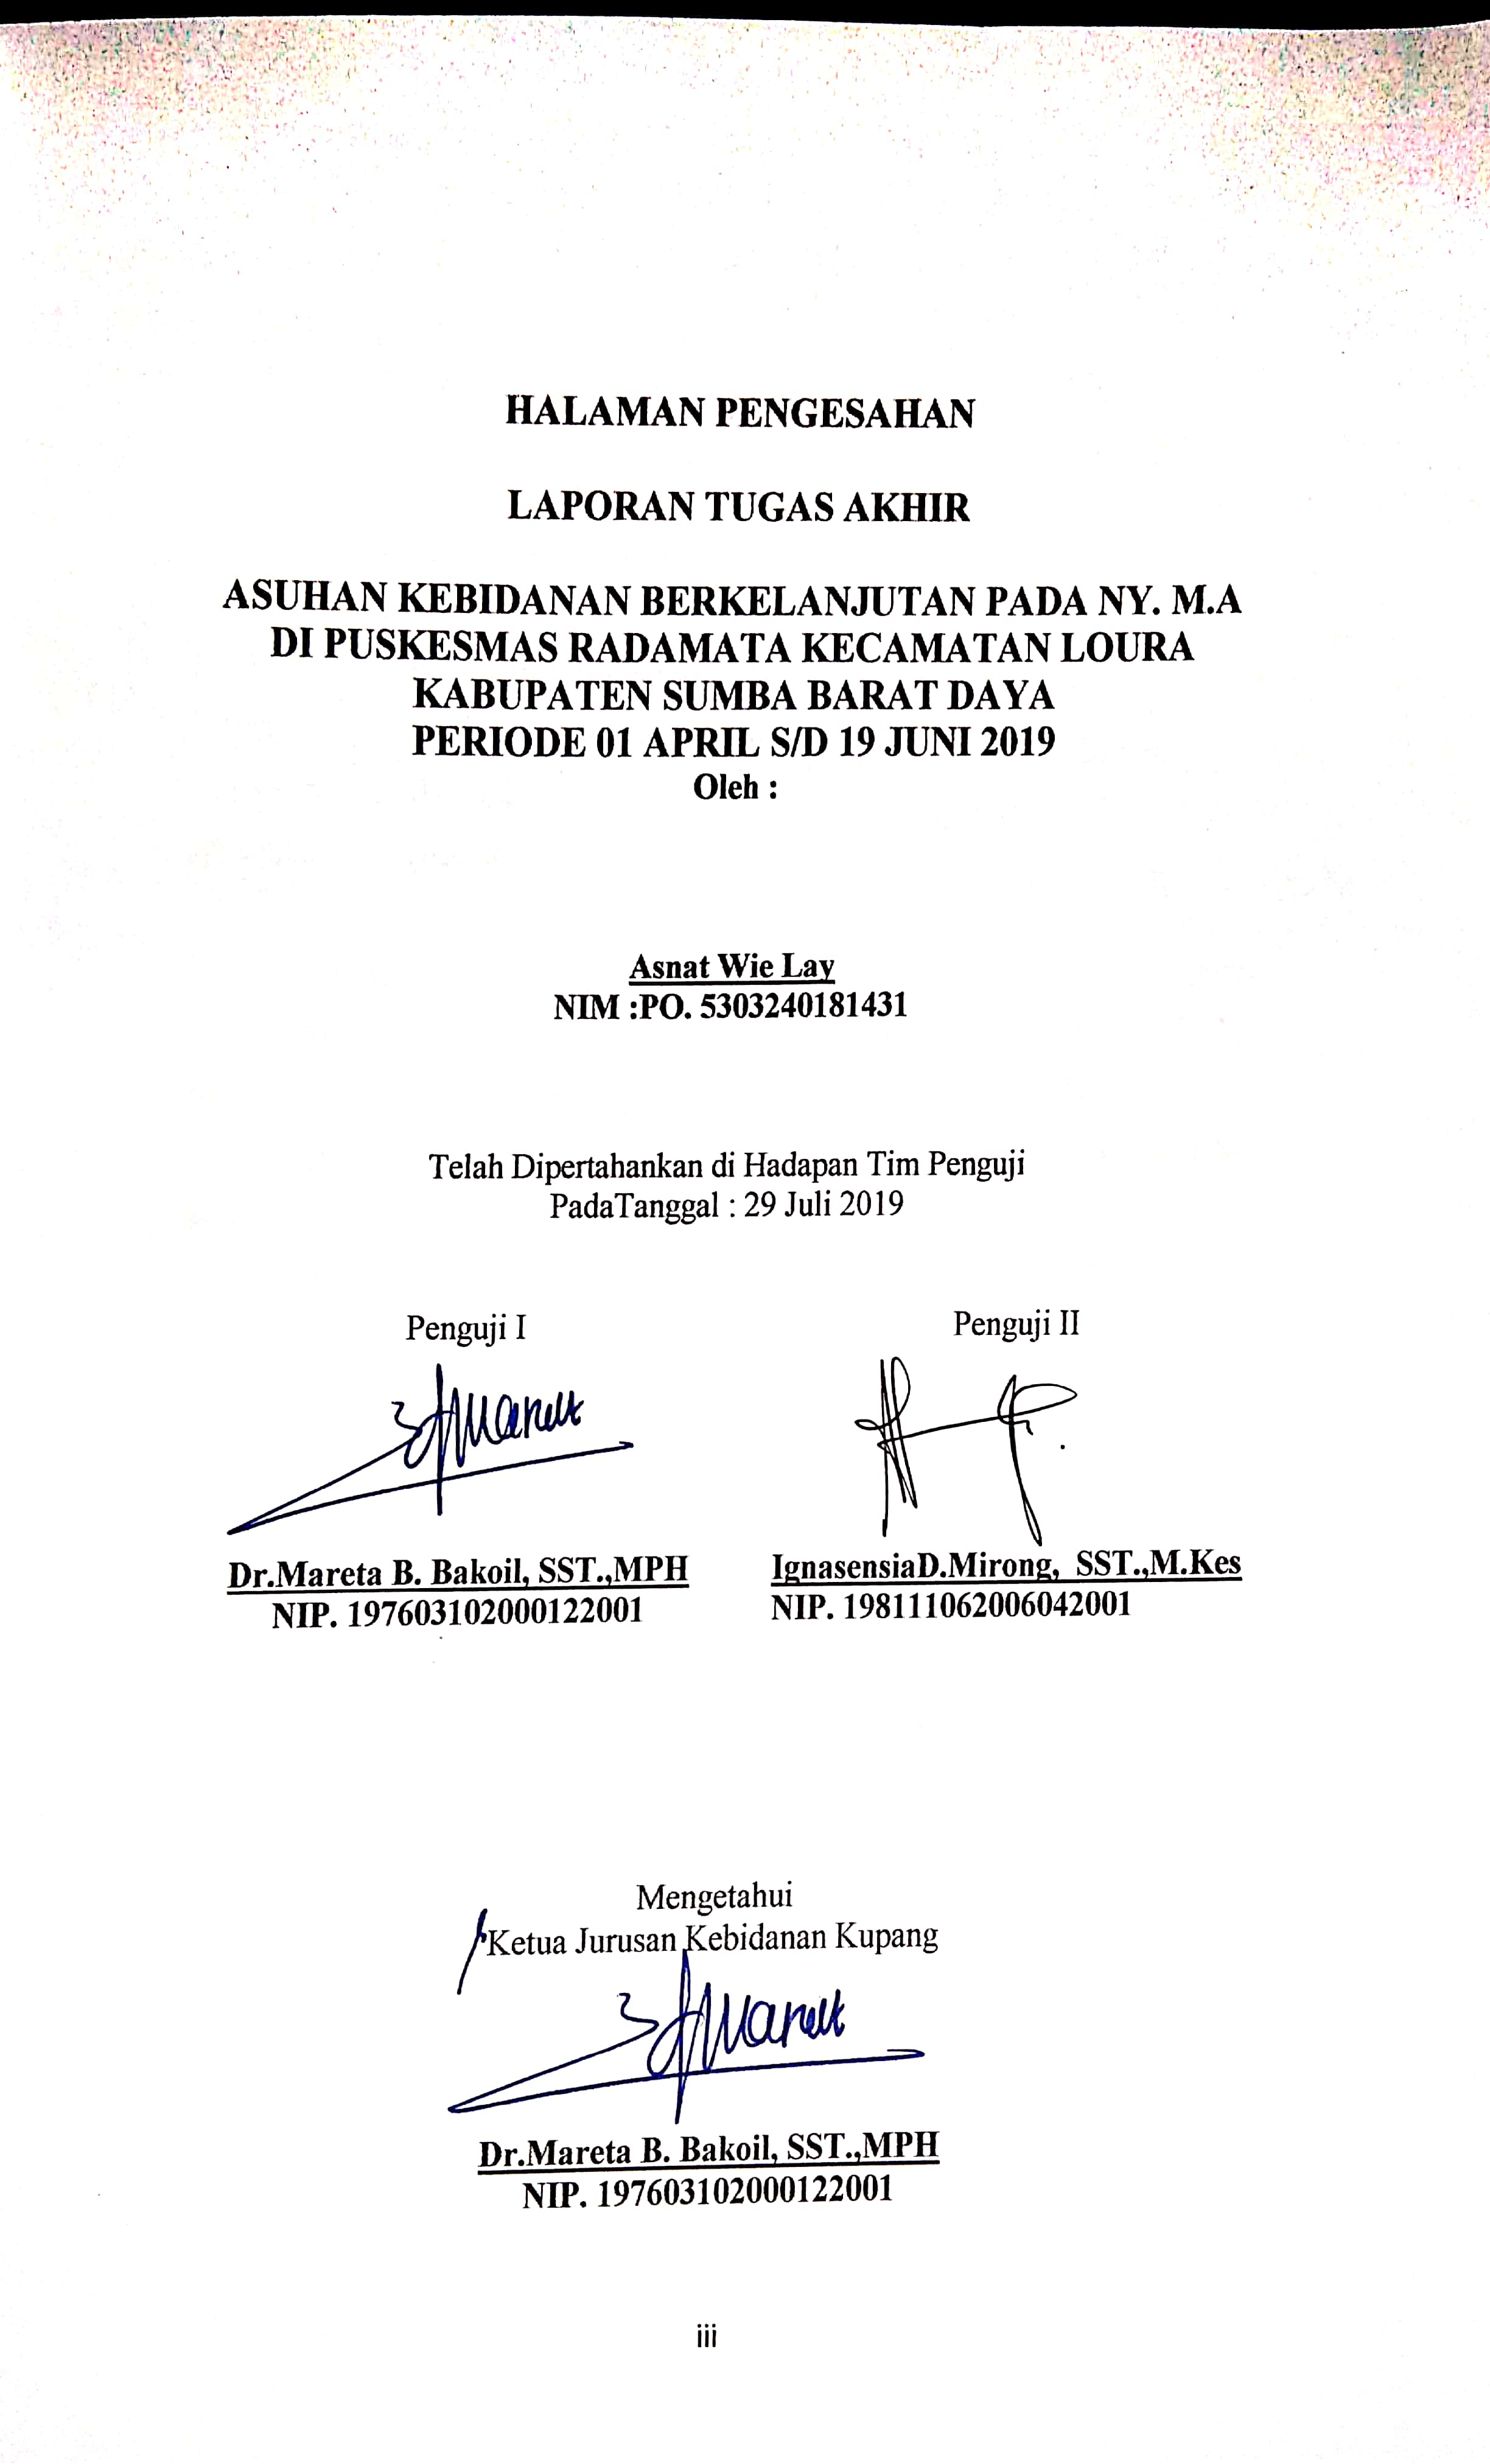 HALAMAN PENGESAHAN
LAPORAN TUGAS AKHIR
ASUHAN KEBIDANAN BERKELANJUTAN PADA NY. M.A
DI PUSKESMAS RADAMATA KECAMATAN LOURA
KABUPATEN SUMBA BARAT DAYA
PERIODE 01 APRIL S/D 19 JUNI 2019
Oleh :
Asnat Wie Lay
NIM :PO. 5303240181431
Telah Dipertahankan di Hadapan Tim Penguji
PadaTanggal : 29 Juli 2019
Penguji I
Penguji II
Dr.Mareta B. Bakoil, SST.,MPH
NIP. 197603102000122001
IgnasensiaD.Mirong, SST.,M.Kes
NIP. 198111062006042001
Mengetahui
Ketua Jurusan Kebidanan Kupang
Dr.Mareta B. Bakoil, SST.,MPH
NIP. 197603102000122001
iii